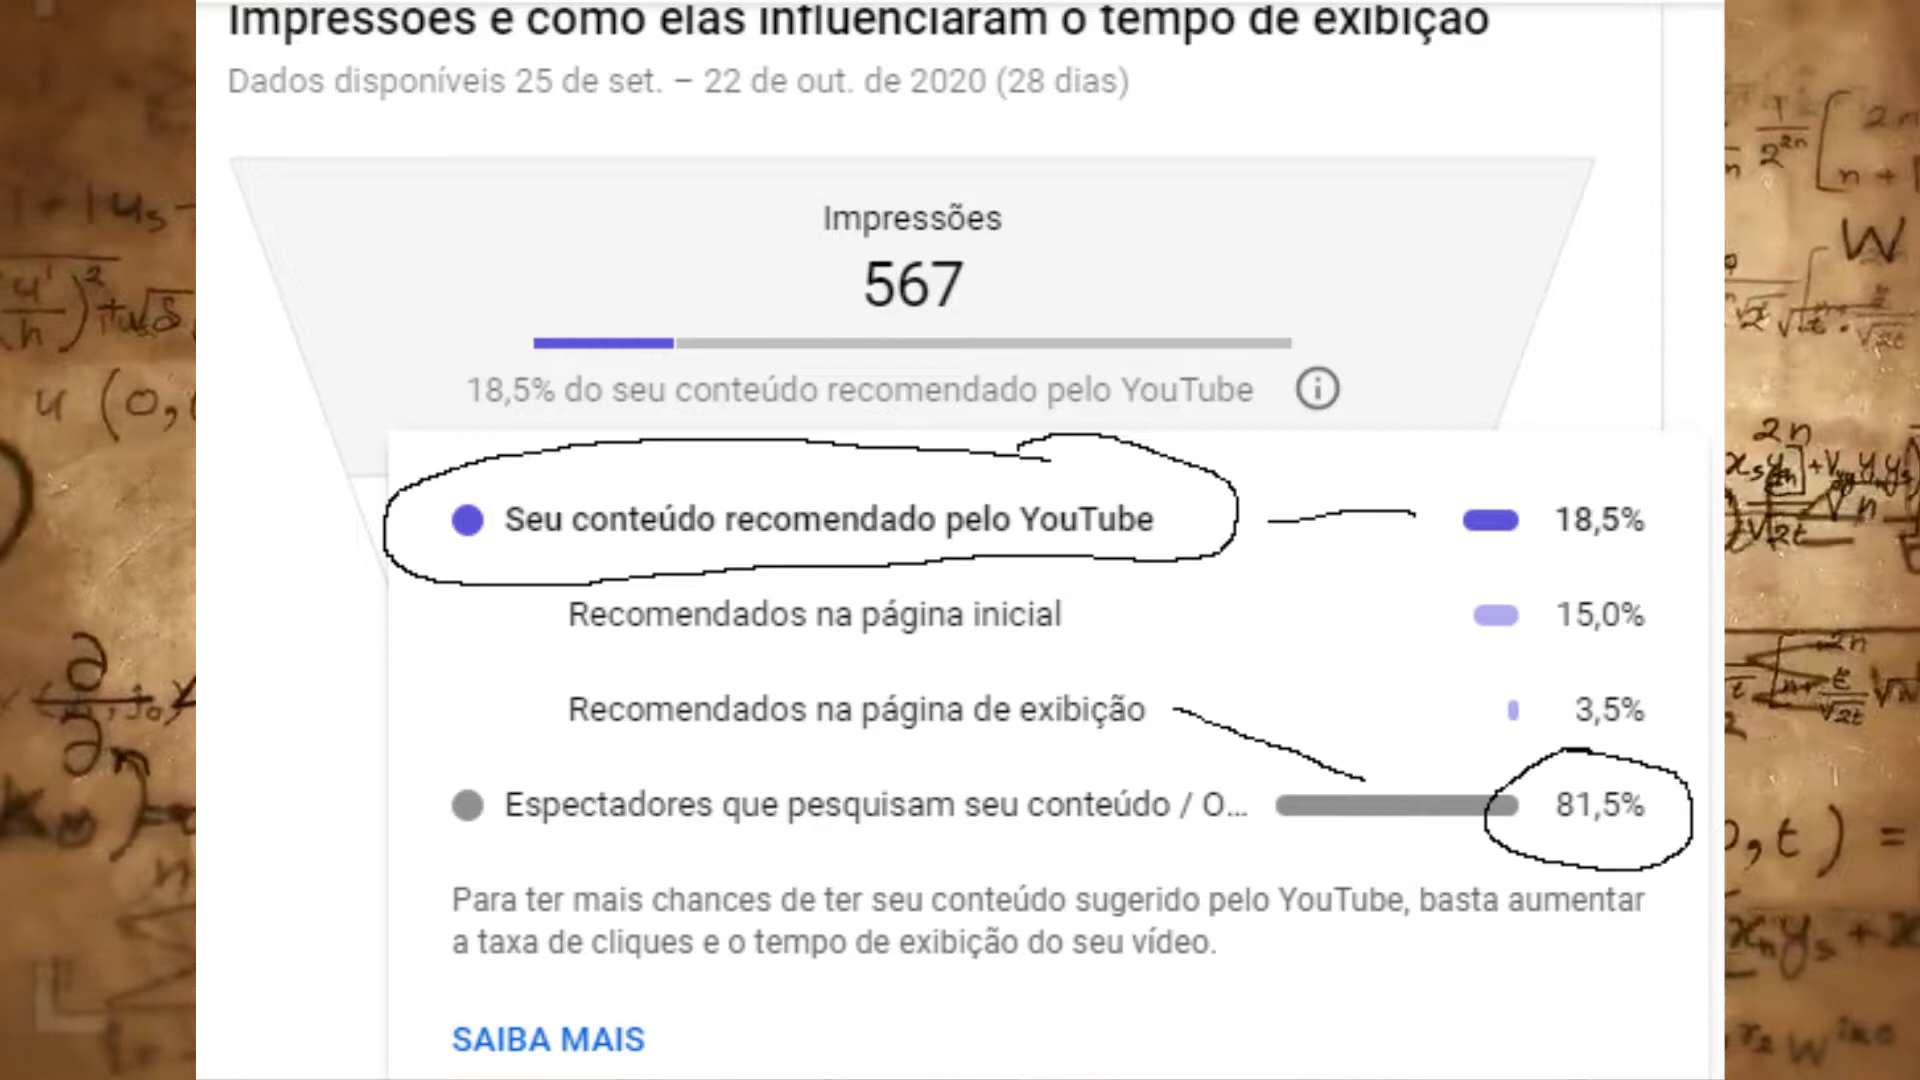 Impressões e como elas influenciaram o tempo de exibição
Dados disponíveis 25 de set. – 22 de out. de 2020 (28 dias)
Impressões
567
18,5% do seu conteúdo recomendado pelo YouTube
Seu conteúdo recomendado pelo YouTube 18,5%
Recomendados na página inicial 15,0%
Recomendados na página de exibição 3,5%
Espectadores que pesquisam seu conteúdo / O... 81,5%
Para ter mais chances de ter seu conteúdo sugerido pelo YouTube, basta aumentar
a taxa de cliques e o tempo de exibição do seu vídeo.
SAIBA MAIS